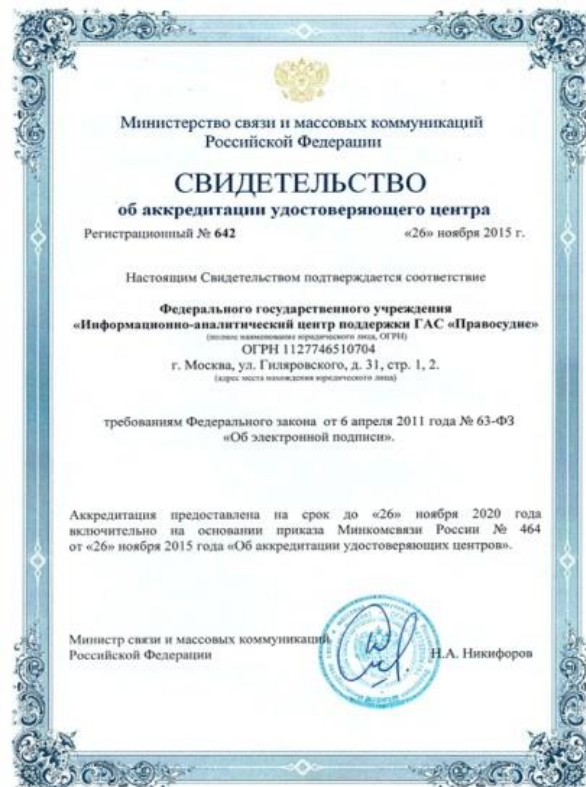 Министерство связи и массовых коммуникаций
Российской Федерации
СВИДЕТЕЛЬСТВО
об аккредитации удостоверяющего центра
Регистрационный № 642 «26» ноября 2015 г.
Настоящим Свидетельством подтверждается соответствие
Федерального государственного учреждения
«Информационно-аналитический центр поддержки ГАС «Правосудие»
(полное наименование юридического лица, ОГРН)
ОГРН 1127746510704
г. Москва, ул. Гиляровского, д. 31, стр. 1, 2.
(адрес места нахождения юридического лица)
требованиям Федерального закона от 6 апреля 2011 года № 63-ФЗ
«Об электронной подписи».
Аккредитация предоставлена на срок до «26» ноября 2020 года
включительно на основании приказа Минкомсвязи России № 464
от «26» ноября 2015 года «Об аккредитации удостоверяющих центров».
Министр связи и массовых коммуникаций
Российской Федерации
Н.А. Никифоров